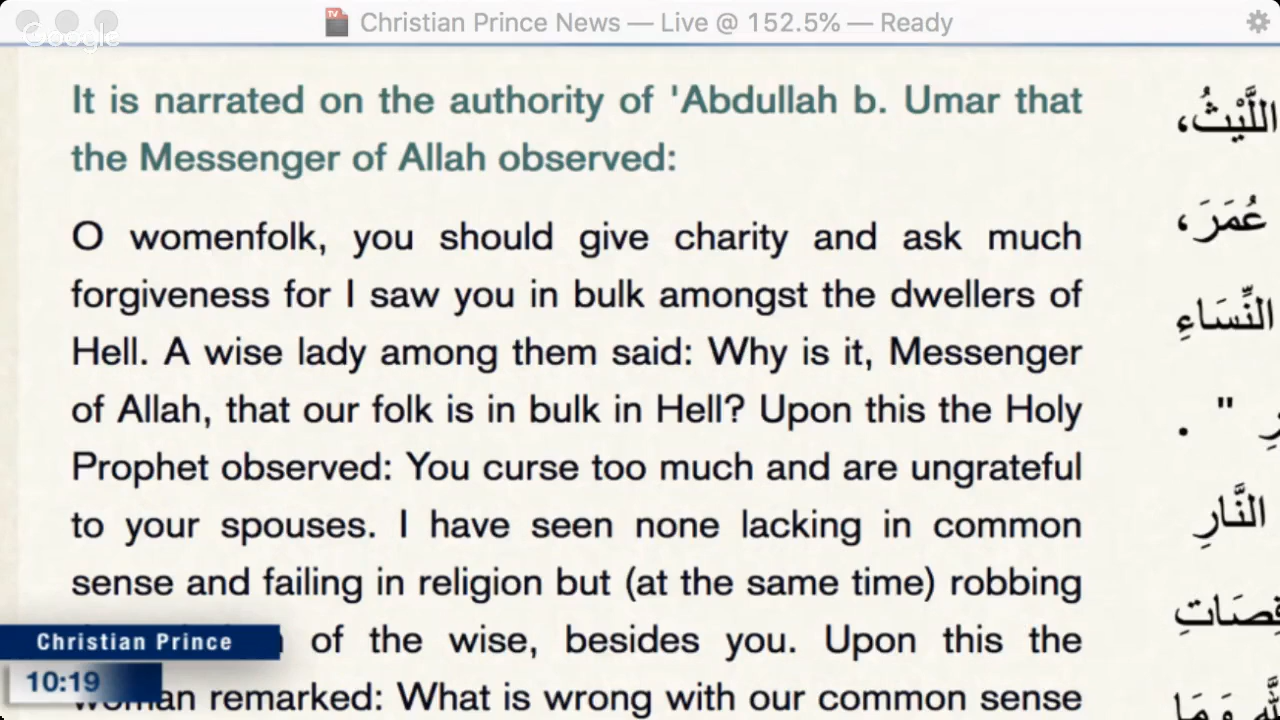 Christian Prince News — Live @ 152.5% — Ready
Google
It is narrated on the authority of 'Abdullah b. Umar that
the Messenger of Allah observed:
O womenfolk, you should give charity and ask much
forgiveness for I saw you in bulk amongst the dwellers of
Hell. A wise lady among them said: Why is it, Messenger
of Allah, that our folk is in bulk in Hell? Upon this the Holy
Prophet observed: You curse too much and are ungrateful
to your spouses. I have seen none lacking in common
sense and failing in religion but (at the same time) robbing
of the wise, besides you. Upon this the
remarked: What is wrong with our common sense
اللَّيْثُ،
عُمَرَ،
النِّسَاءِ
" .
النَّارِ
وَمَا
Christian Prince
10:19